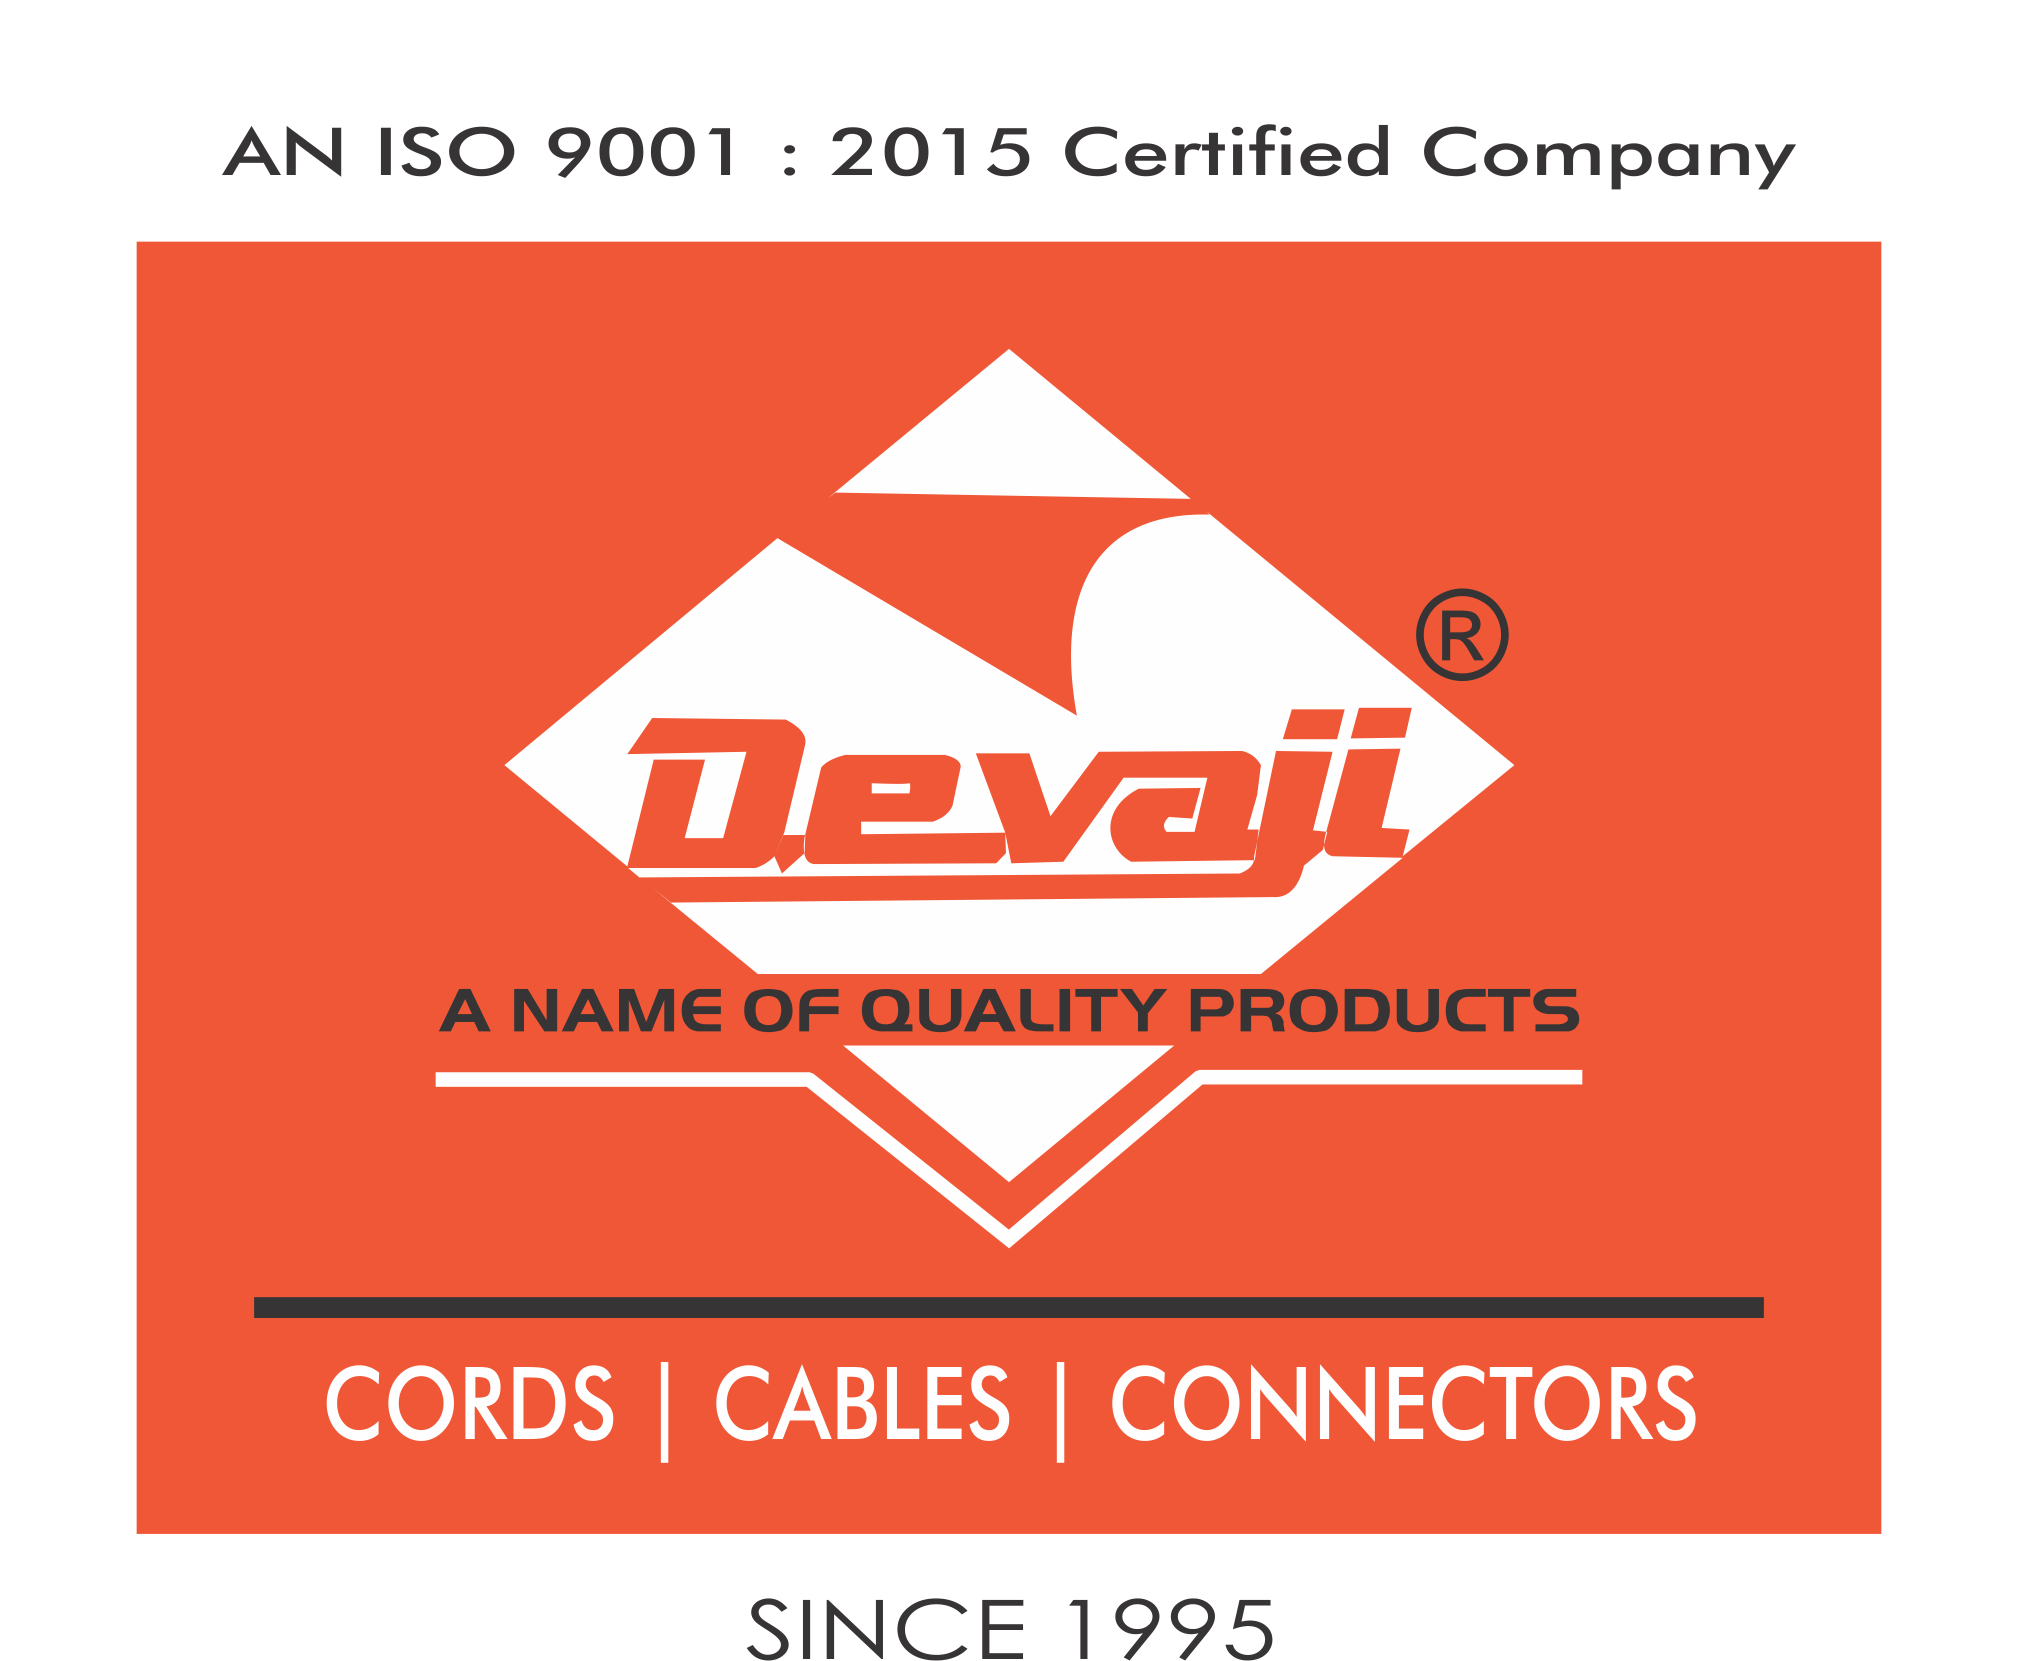 AN ISO 9001 : 2015 Certified Company
®
Devaji
A NAME OF QUALITY PRODUCTS
CORDS | CABLES | CONNECTORS
SINCE 1995